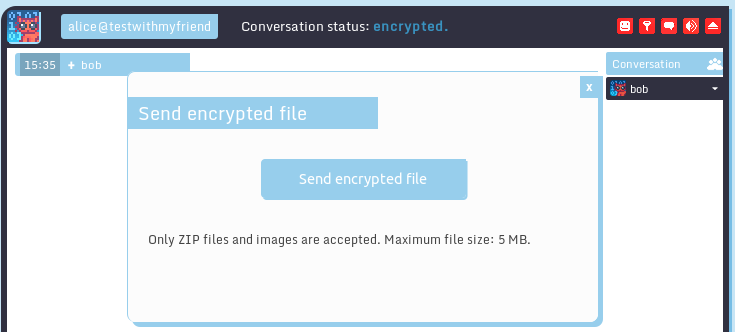 alice@testwithmyfriend
Conversation status: encrypted.
15:35 + bob
Conversation
bob
x
Send encrypted file
Send encrypted file
Only ZIP files and images are accepted. Maximum file size: 5 MB.